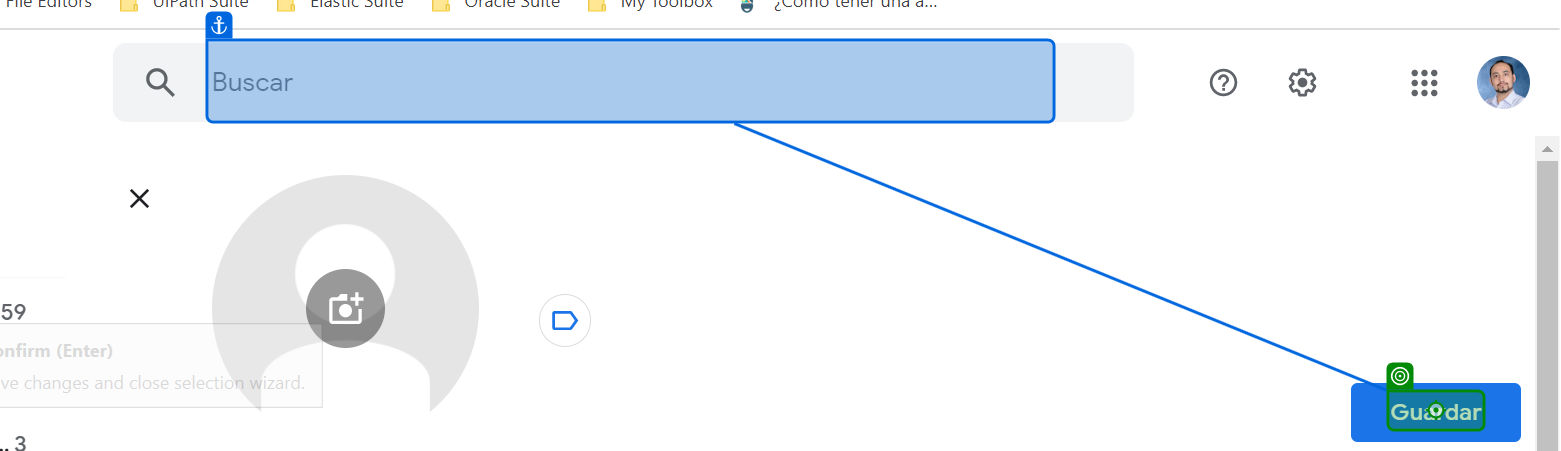 File Editors UiPath Suite Elastic Suite Oracle Suite My Toolbox ¿Cómo tener una a...
Buscar
59
onfirm (Enter)
ve changes and close selection wizard.
Guardar
... 3